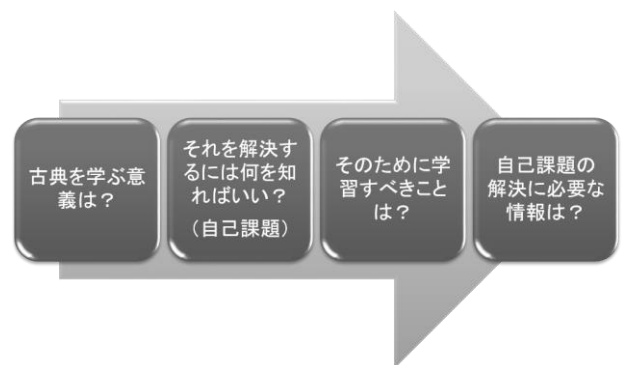 古典を学ぶ意
義は？
それを解決す
るには何を知
ればいい？
（自己課題）
そのために学
習すべきこと
は？
自己課題の
解決に必要な
情報は？